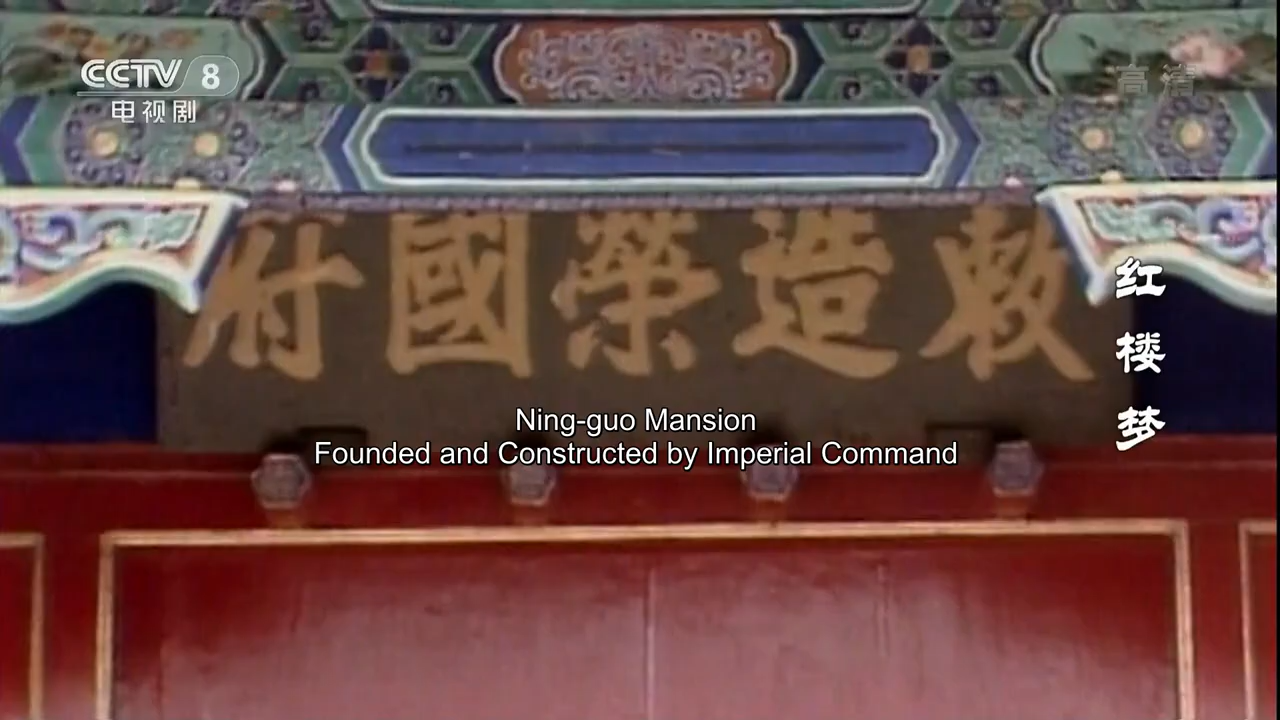 CCTV 8
电视剧
高清
敕造榮國府
红楼梦
Ning-guo Mansion
Founded and Constructed by Imperial Command